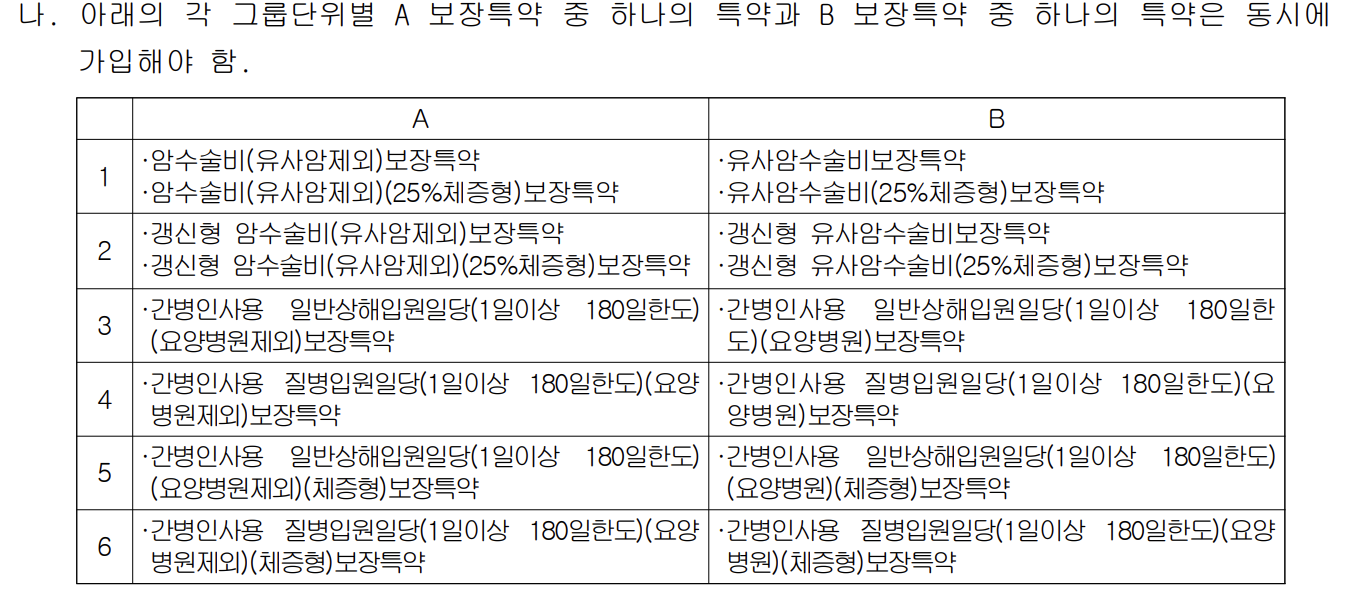 나. 아래의 각 그룹단위별 A 보장특약 중 하나의 특약과 B 보장특약 중 하나의 특약은 동시에
가입해야 함.
A B
1
·암수술비(유사암제외)보장특약
·암수술비(유사암제외)(25%체증형)보장특약
·유사암수술비보장특약
·유사암수술비(25%체증형)보장특약
2
·갱신형 암수술비(유사암제외)보장특약
·갱신형 암수술비(유사암제외)(25%체증형)보장특약
·갱신형 유사암수술비보장특약
·갱신형 유사암수술비(25%체증형)보장특약
3
·간병인사용 일반상해입원일당(1일이상 180일한도)
(요양병원제외)보장특약
·간병인사용 일반상해입원일당(1일이상 180일한
도)(요양병원)보장특약
4
·간병인사용 질병입원일당(1일이상 180일한도)(요양
병원제외)보장특약
·간병인사용 질병입원일당(1일이상 180일한도)(요
양병원)보장특약
5
·간병인사용 일반상해입원일당(1일이상 180일한도)
(요양병원제외)(체증형)보장특약
·간병인사용 일반상해입원일당(1일이상 180일한도)
(요양병원)(체증형)보장특약
6
·간병인사용 질병입원일당(1일이상 180일한도)(요양
병원제외)(체증형)보장특약
·간병인사용 질병입원일당(1일이상 180일한도)(요양
병원)(체증형)보장특약